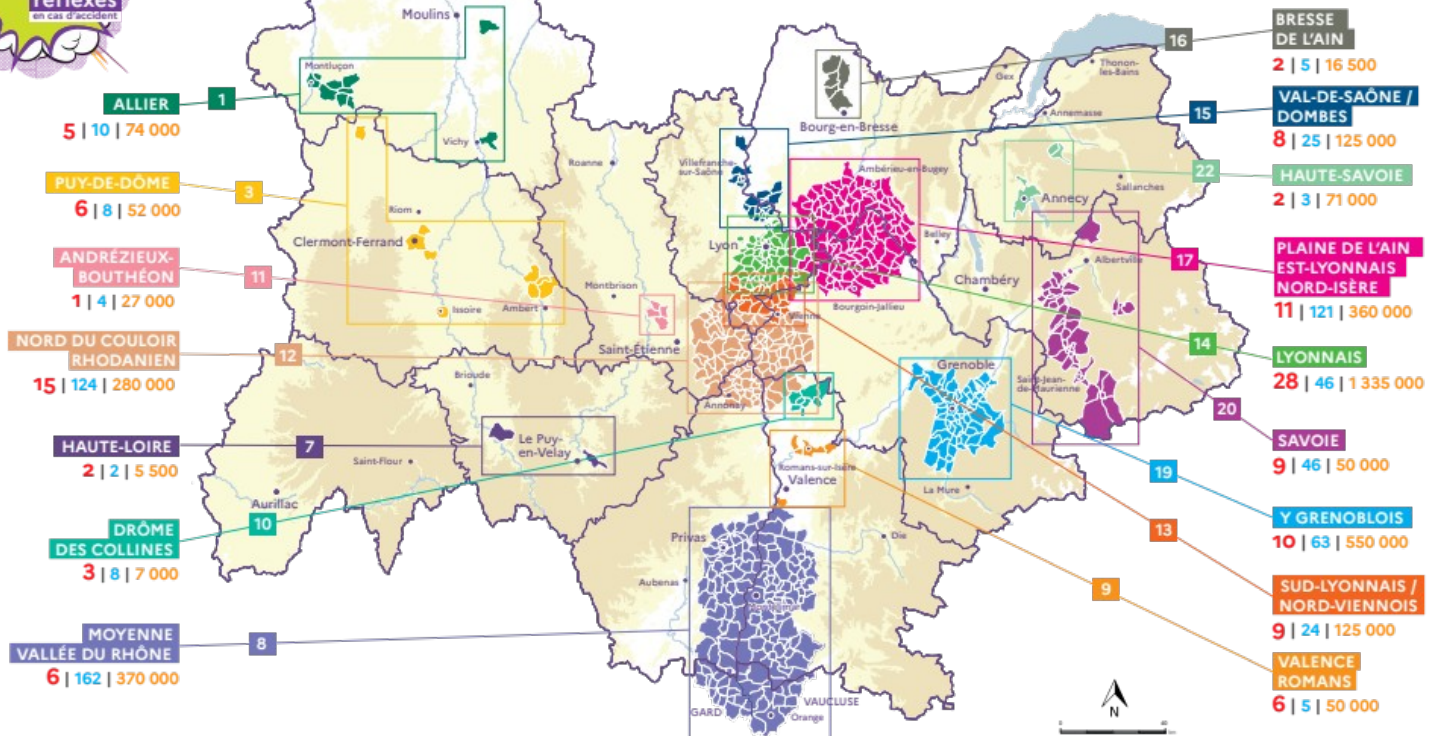 réflexes
en cas d'accident
ALLIER
1
5 | 10 | 74 000
PUY-DE-DÔME
3
6 | 8 | 52 000
ANDRÉZIEUX-
BOUTHÉON
11
1 | 4 | 27 000
NORD DU COULOIR
RHODANIEN
12
15 | 124 | 280 000
HAUTE-LOIRE
7
2 | 2 | 5 500
DRÔME
DES COLLINES
10
3 | 8 | 7 000
MOYENNE
VALLÉE DU RHÔNE
8
6 | 162 | 370 000
Moulins
Montluçon
Vichy
Riom
Clermont-Ferrand
Issoire
Ambert
Roanne
Montbrison
Saint-Étienne
Brioude
Le Puy-
en-Velay
Saint-Flour
Aurillac
Villefranche-
sur-Saône
Lyon
Vienne
Annonay
Bourg-en-Bresse
Ambérieu-en-Bugey
Belley
Bourgoin-Jallieu
Gex
Thonon-
les-Bains
Annemasse
Sallanches
Annecy
Albertville
Chambéry
Saint-Jean-
de-Maurienne
Grenoble
La Mure
Romans-sur-Isère
Valence
Privas
Die
Aubenas
GARD
VAUCLUSE
Orange
N
BRESSE
DE L'AIN
16
2 | 5 | 16 500
VAL-DE-SAÔNE /
DOMBES
15
8 | 25 | 125 000
HAUTE-SAVOIE
22
2 | 3 | 71 000
PLAINE DE L'AIN
EST-LYONNAIS
NORD-ISÈRE
17
11 | 121 | 360 000
LYONNAIS
14
28 | 46 | 1 335 000
SAVOIE
20
9 | 46 | 50 000
Y GRENOBLOIS
19
10 | 63 | 550 000
SUD-LYONNAIS /
NORD-VIENNOIS
13
9 | 24 | 125 000
VALENCE
ROMANS
9
6 | 5 | 50 000